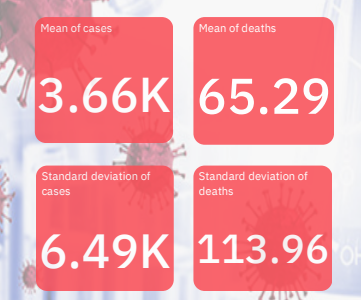 Mean of cases
3.66K
Mean of deaths
65.29
Standard deviation of
cases
6.49K
Standard deviation of
deaths
113.96